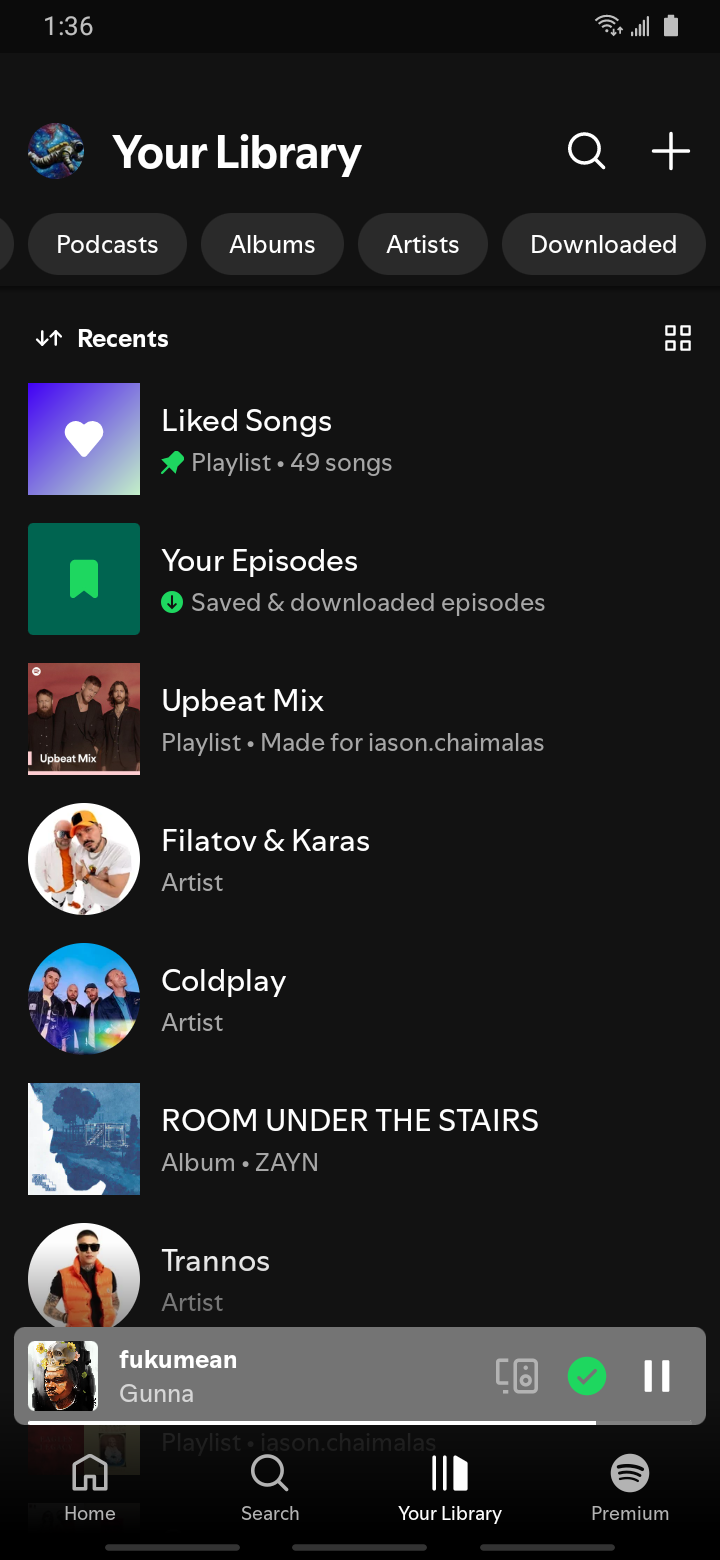 1:36
Your Library
Podcasts
Albums
Artists
Downloaded
Recents
Liked Songs
Playlist • 49 songs
Your Episodes
Saved & downloaded episodes
Upbeat Mix
Upbeat Mix
Playlist • Made for iason.chaimalas
Filatov & Karas
Artist
Coldplay
Artist
ROOM UNDER THE STAIRS
Album • ZAYN
Trannos
Artist
fukumean
Gunna
Playlist • iason.chaimalas
Home
Search
Your Library
Premium